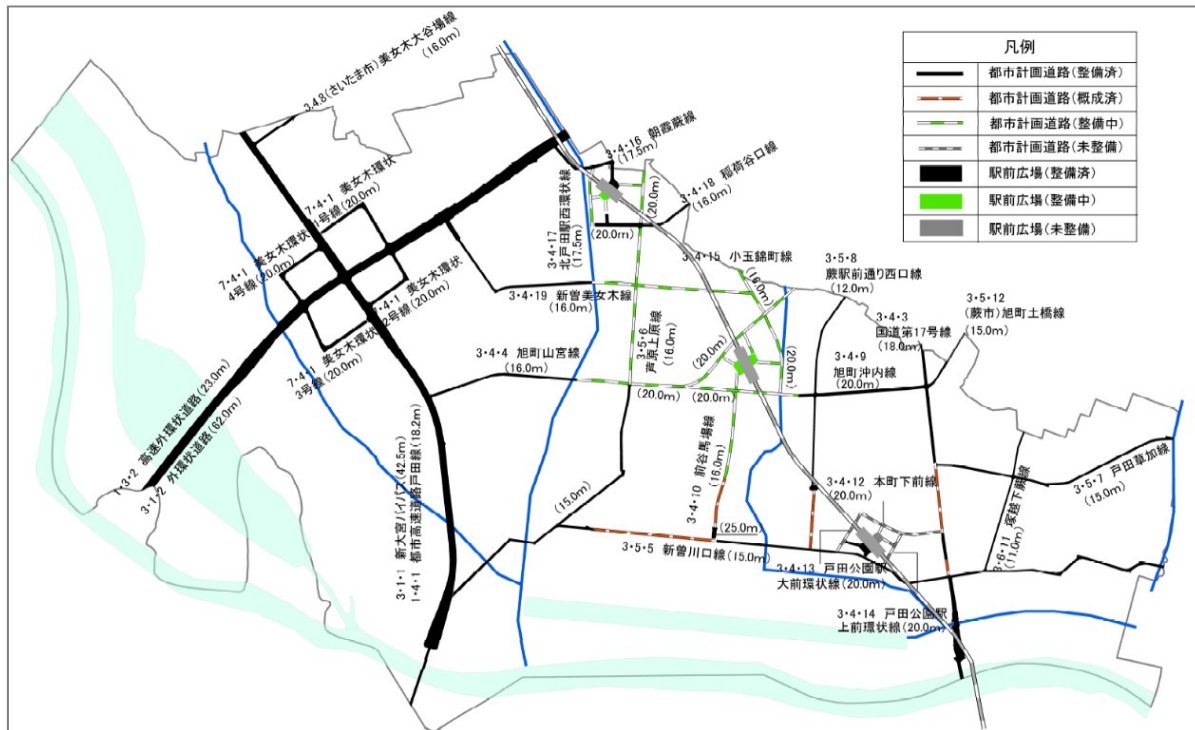 凡例
都市計画道路(整備済)
都市計画道路(概成済)
都市計画道路(整備中)
都市計画道路(未整備)
駅前広場(整備済)
駅前広場(整備中)
駅前広場(未整備)
3・4・8(さいたま市)美女木大谷場線
(16.0m)
7・4・1 美女木環状
1号線(20.0m)
7・4・1 美女木環状
4号線(20.0m)
7・4・1 美女木環状
2号線(20.0m)
7・4・1 美女木環状
3号線(20.0m)
1・3・2 高速外環状道路(23.0m)
3・1・2 外環状道路(62.0m)
3・1・1 新大宮バイパス(42.5m)
1・4・1 都市高速道路戸田線(18.2m)
3・4・16 朝霞蕨線
(17.5m)
3・4・17
北戸田駅西環状線
(17.5m)
(20.0m)
(20.0m)
3・4・18 稲荷谷口線
(16.0m)
3・4・15 小玉錦町線
(16.0m)
3・5・8
蕨駅前通り西口線
(12.0m)
3・5・12
(蕨市)旭町土橋線
(15.0m)
3・4・3
国道第17号線
(18.0m)
3・4・9
旭町沖内線
(20.0m)
3・4・19 新曽美女木線
(16.0m)
3・5・6
芦原上原線
(16.0m)
3・4・4 旭町山宮線
(16.0m)
(20.0m)
(20.0m)
(20.0m)
(20.0m)
3・4・10 前谷馬場線
(16.0m)
(15.0m)
(25.0m)
3・5・5 新曽川口線(15.0m)
3・4・12 本町下前線
(20.0m)
3・5・7 戸田草加線
(15.0m)
3・6・11 塚越下蕨線
(11.0m)
3・4・13 戸田公園駅
大前環状線(20.0m)
3・4・14 戸田公園駅
上前環状線(20.0m)